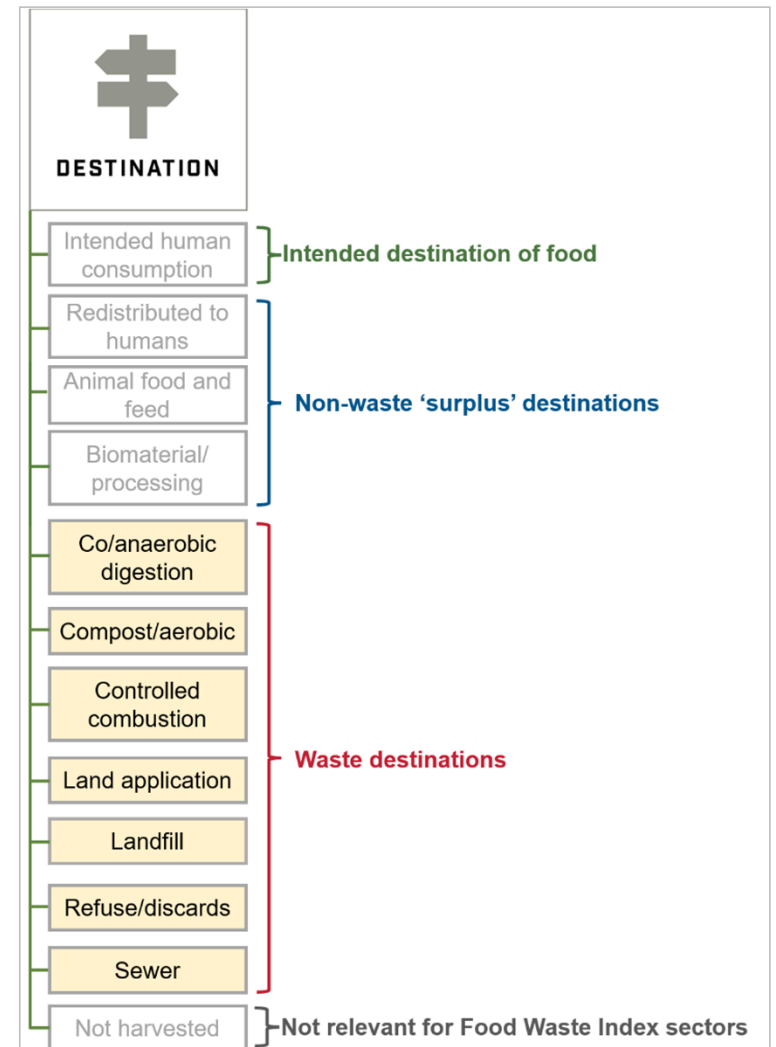 DESTINATION
Intended human
consumption
Intended destination of food
Redistributed to
humans
Animal food and
feed
Non-waste ‘surplus’ destinations
Biomaterial/
processing
Co/anaerobic
digestion
Compost/aerobic
Controlled
combustion
Waste destinations
Land application
Landfill
Refuse/discards
Sewer
Not harvested
Not relevant for Food Waste Index sectors